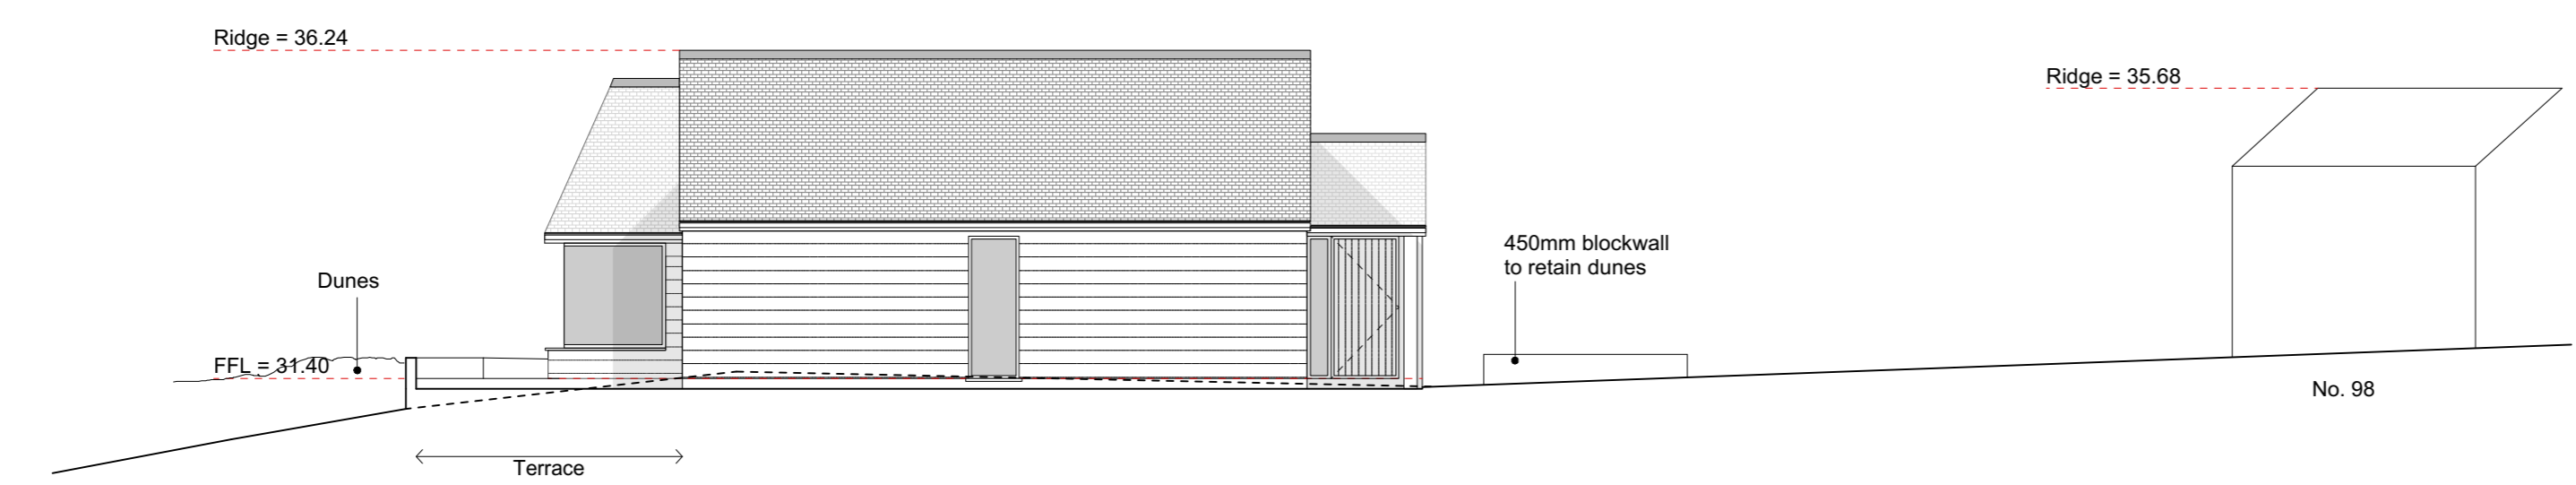 Ridge = 36.24
Ridge = 35.68
450mm blockwall
to retain dunes
Dunes
FFL = 31.40
No. 98
Terrace